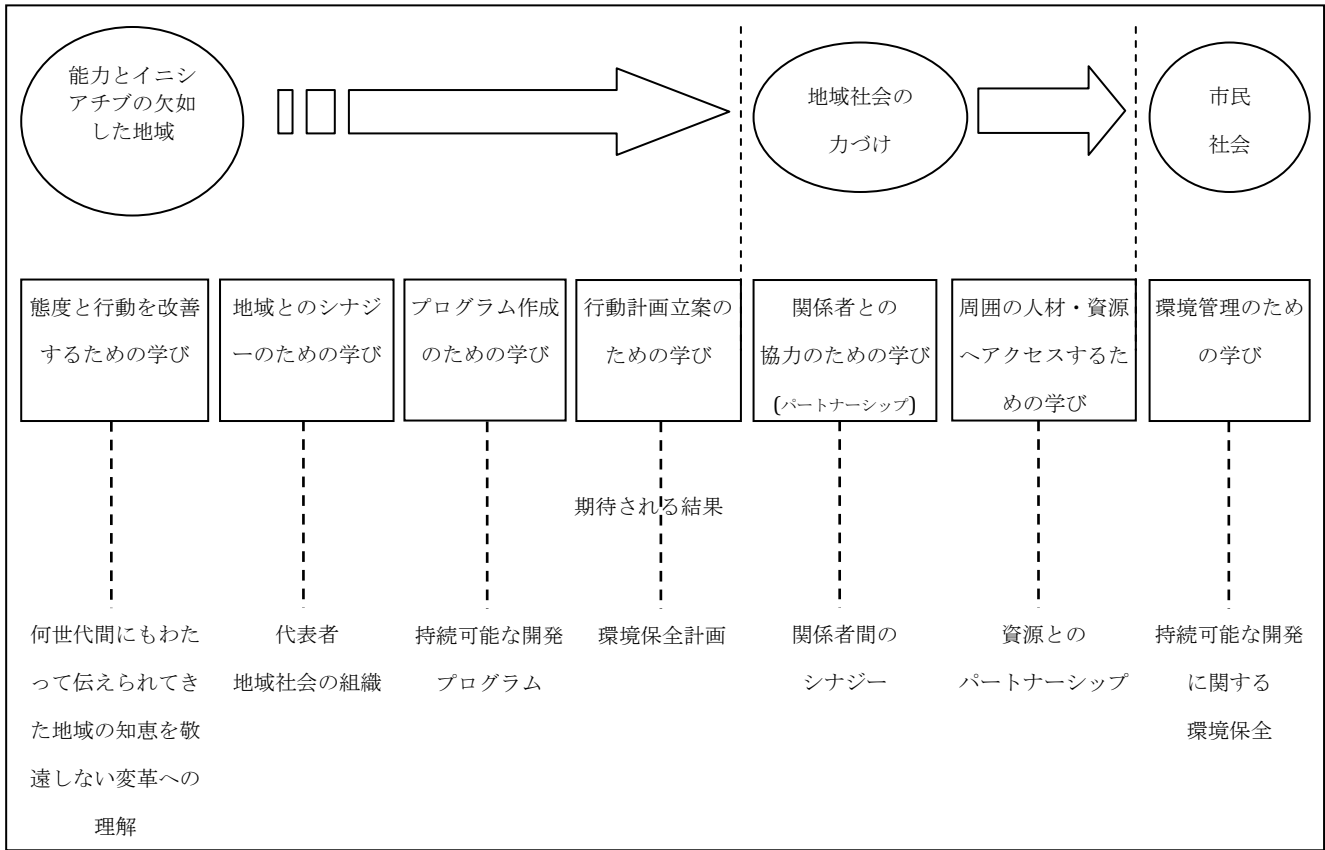 能力とイニシ
アチブの欠如
した地域
地域社会の
力づけ
市民
社会
態度と行動を改善
するための学び
地域とのシナジ
ーのための学び
プログラム作成
のための学び
行動計画立案の
ための学び
関係者との
協力のための学び
(パートナーシップ)
周囲の人材・資源
へアクセスするた
めの学び
環境管理のため
の学び
期待される結果
何世代間にもわた
って伝えられてき
た地域の知恵を敬
遠しない変革への
理解
代表者
地域社会の組織
持続可能な開発
プログラム
環境保全計画
関係者間の
シナジー
資源との
パートナーシップ
持続可能な開発
に関する
環境保全